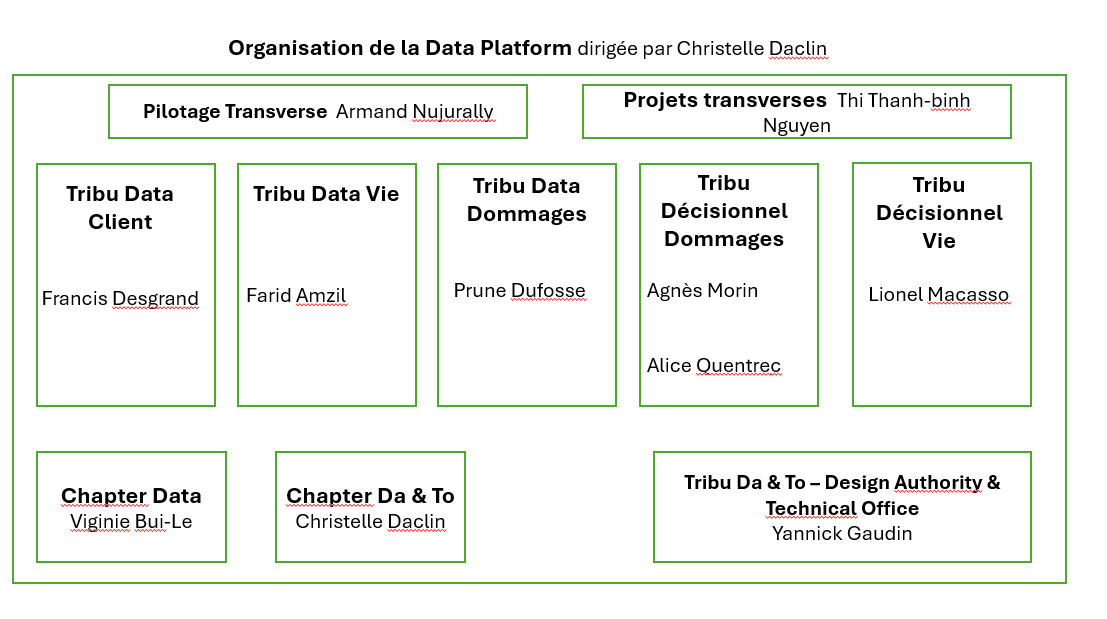 Organisation de la Data Platform dirigée par Christelle Daclin
Pilotage Transverse Armand Nujurally
Projets transverses Thi Thanh-binh
Nguyen
Tribu Data
Client
Francis Desgrand
Tribu Data Vie
Farid Amzil
Tribu Data
Dommages
Prune Dufosse
Tribu
Décisionnel
Dommages
Agnès Morin
Alice Quentrec
Tribu
Décisionnel
Vie
Lionel Macasso
Chapter Data
Viginie Bui-Le
Chapter Da & To
Christelle Daclin
Tribu Da & To – Design Authority &
Technical Office
Yannick Gaudin